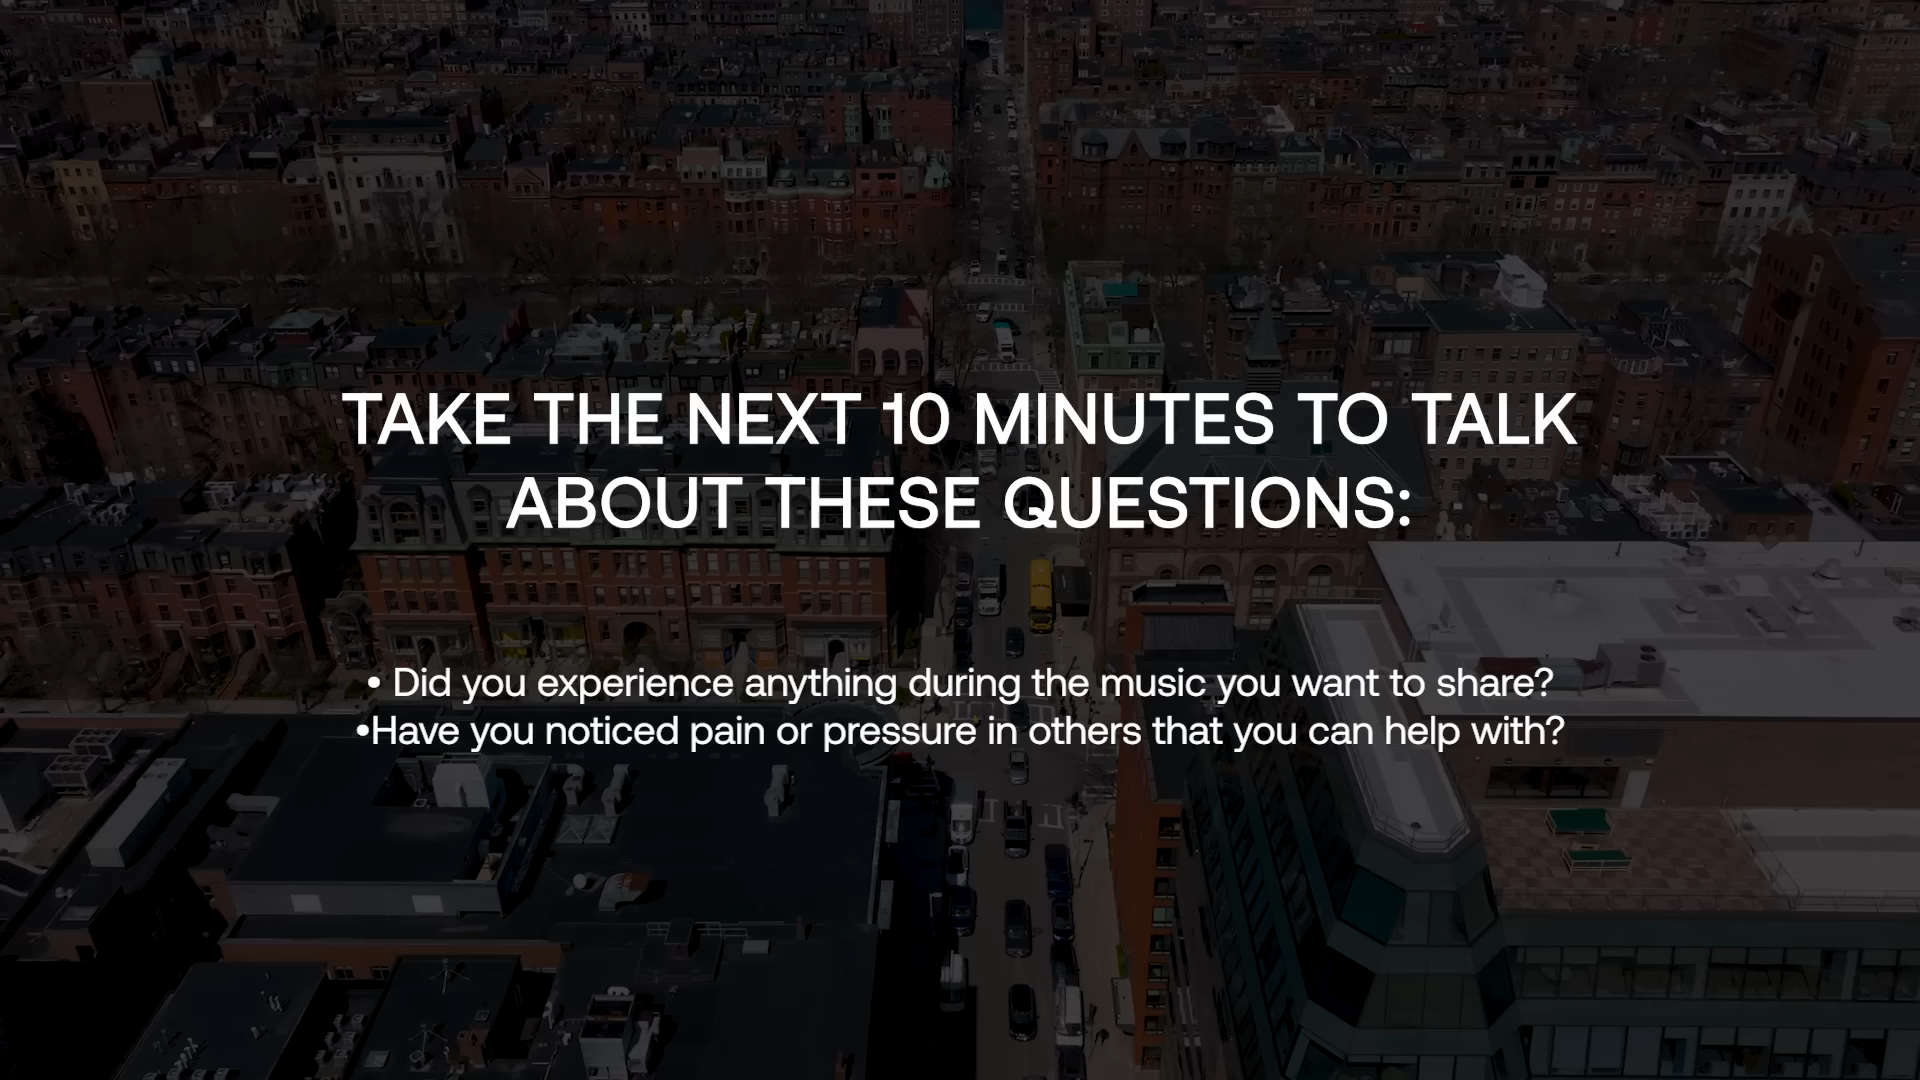 TAKE THE NEXT 10 MINUTES TO TALK
ABOUT THESE QUESTIONS:
• Did you experience anything during the music you want to share?
•Have you noticed pain or pressure in others that you can help with?